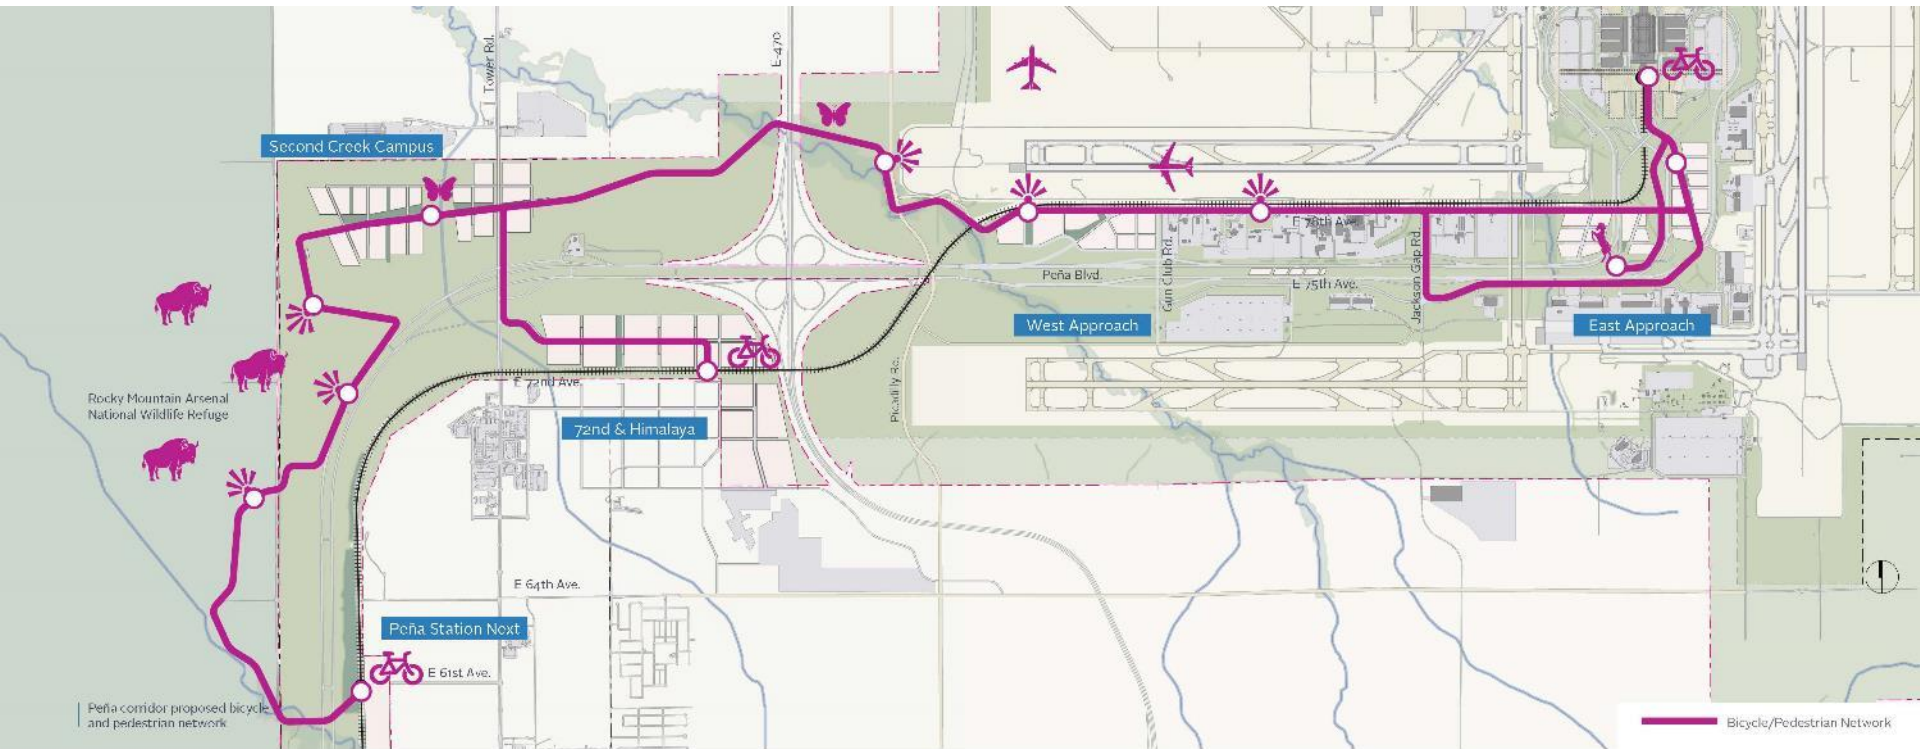 Tower Rd.
E-470
Second Creek Campus
E 78th Ave.
Gun Club Rd.
Jackson Gap Rd.
Peña Blvd.
E 75th Ave.
West Approach
East Approach
Picadilly Rd.
E 72nd Ave.
Rocky Mountain Arsenal
National Wildlife Refuge
72nd & Himalaya
E 64th Ave.
Peña Station Next
E 61st Ave.
Peña corridor proposed bicycle
and pedestrian network
Bicycle/Pedestrian Network